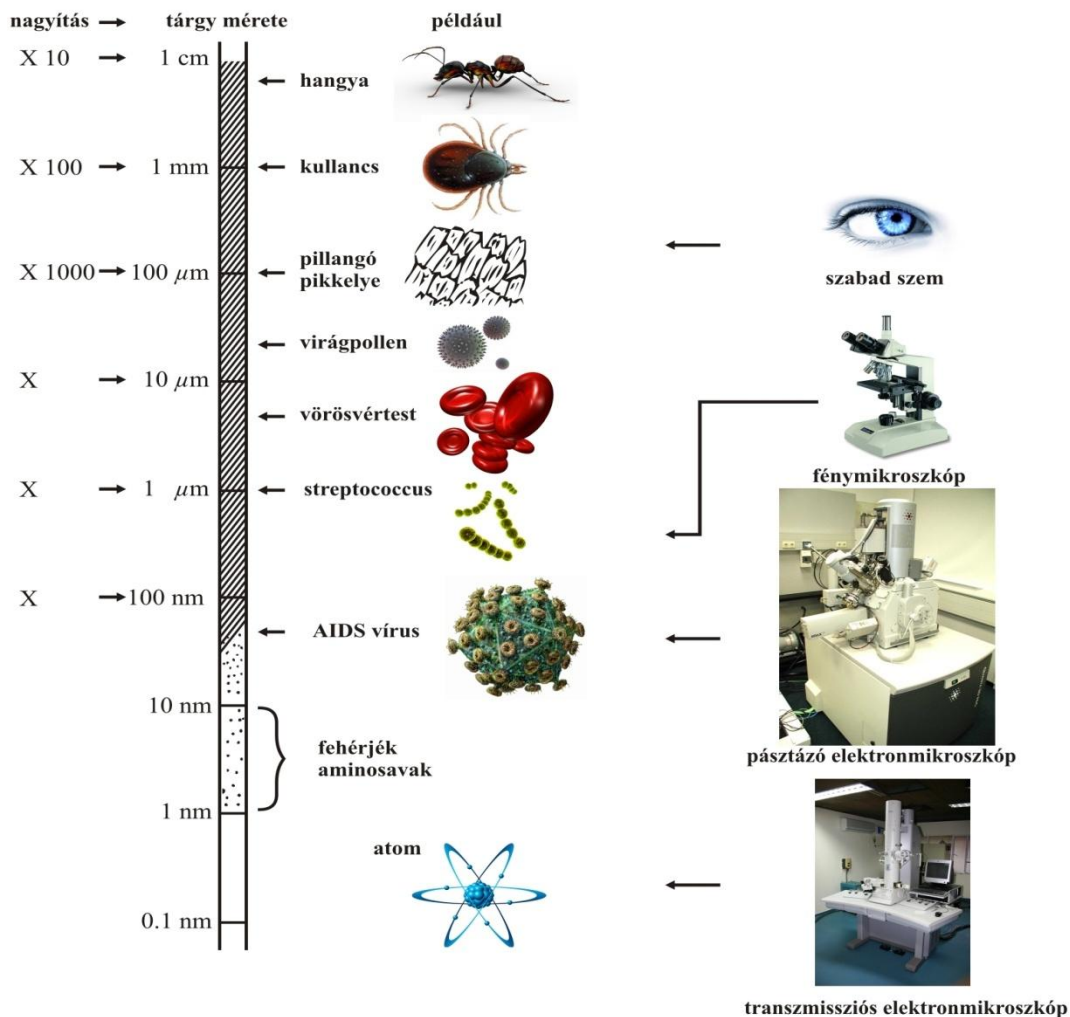 nagyítás → tárgy mérete például
X 10 → 1 cm
← hangya
X 100 → 1 mm ← kullancs
X 1000 → 100 µm ← pillangó
pikkelye
← szabad szem
← virágpollen
X → 10 µm
← vörösvértest
fénymikroszkóp
X → 1 µm ← streptococcus
X → 100 nm
← AIDS vírus
10 nm
pásztázó elektronmikroszkóp
fehérjék
aminosavak
1 nm
atom
0.1 nm
transzmissziós elektronmikroszkóp